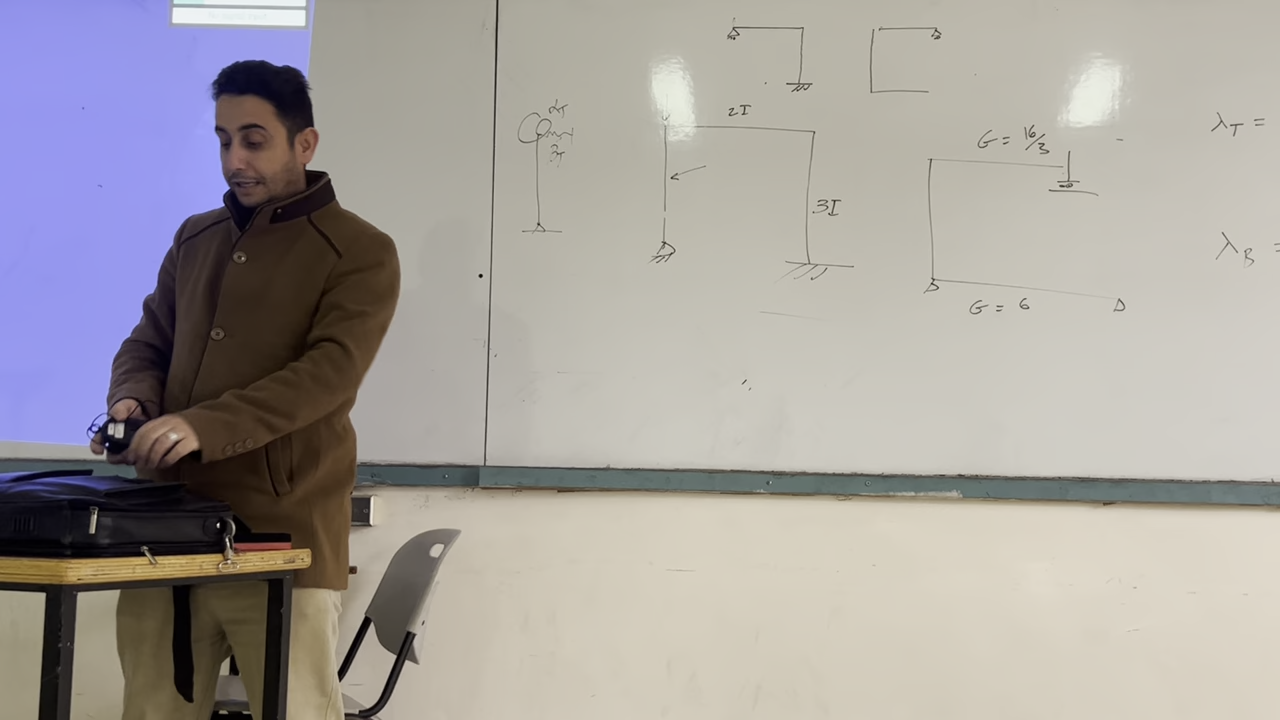 2I
3I
G = 16/3
G = 6
λT =
λB =